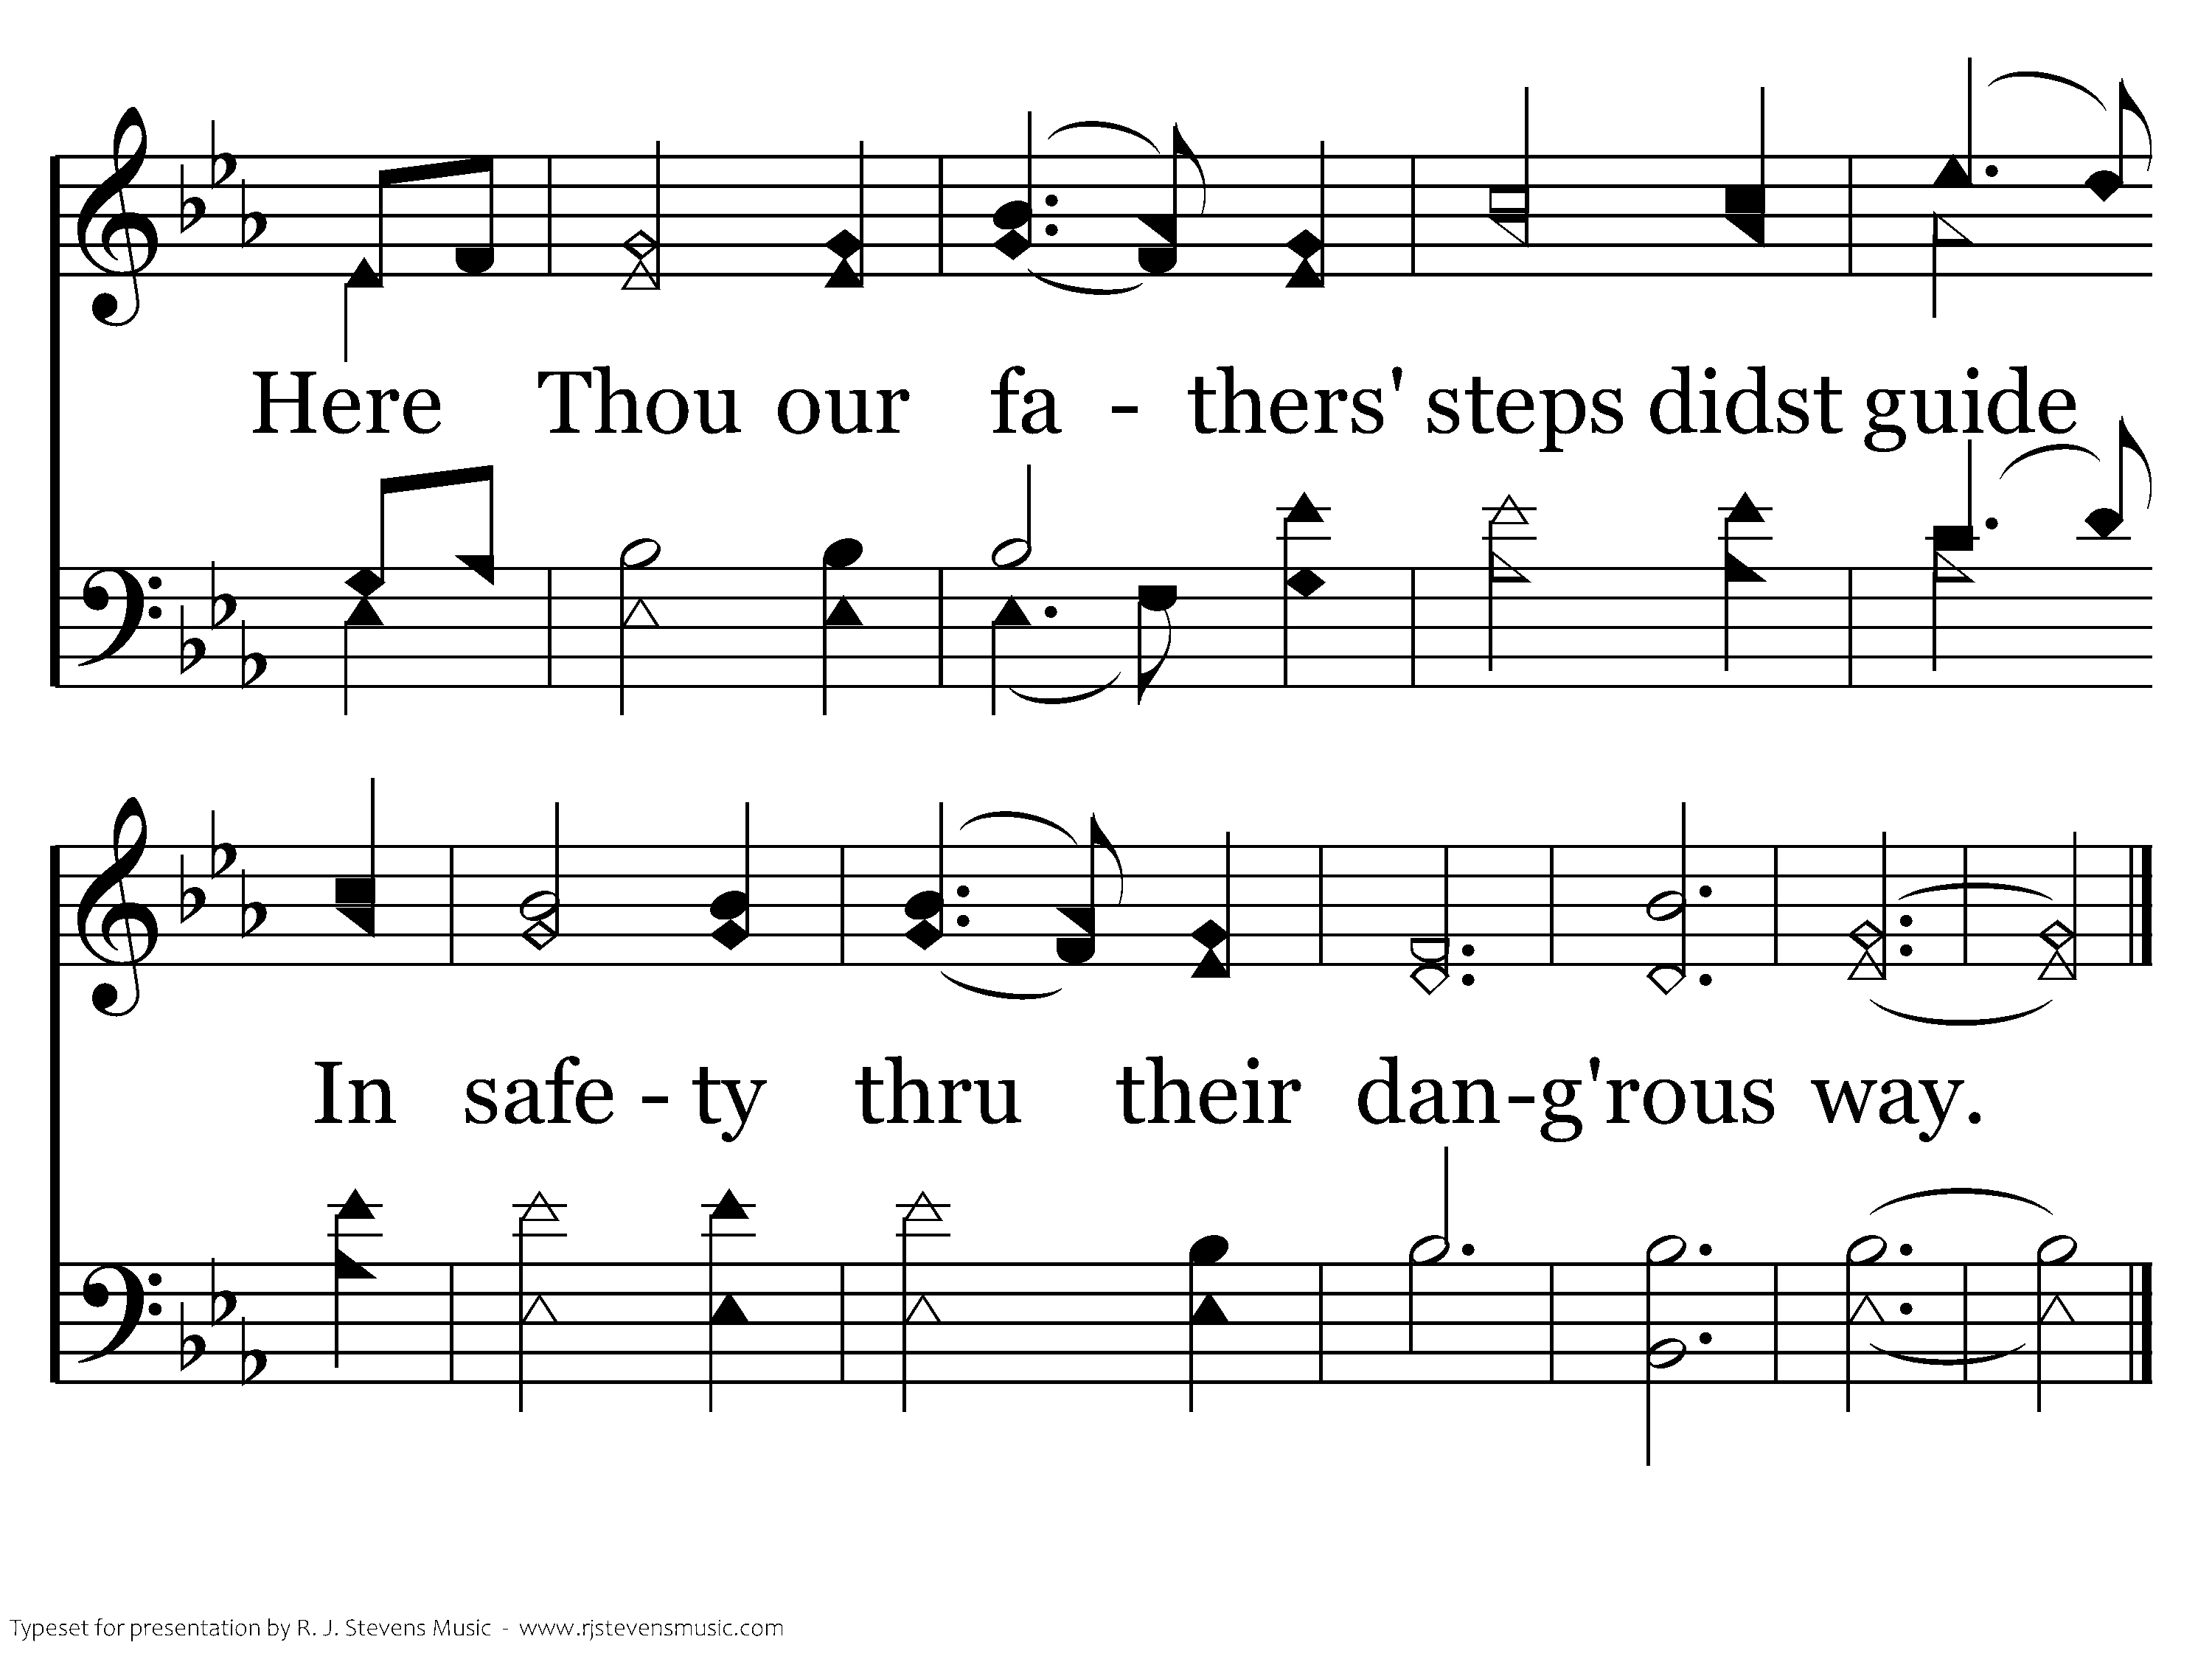 Here Thou our fa - thers' steps didst guide
In safe - ty thru their dan-g'rous way.
Typeset for presentation by R. J. Stevens Music - www.rjstevensmusic.com